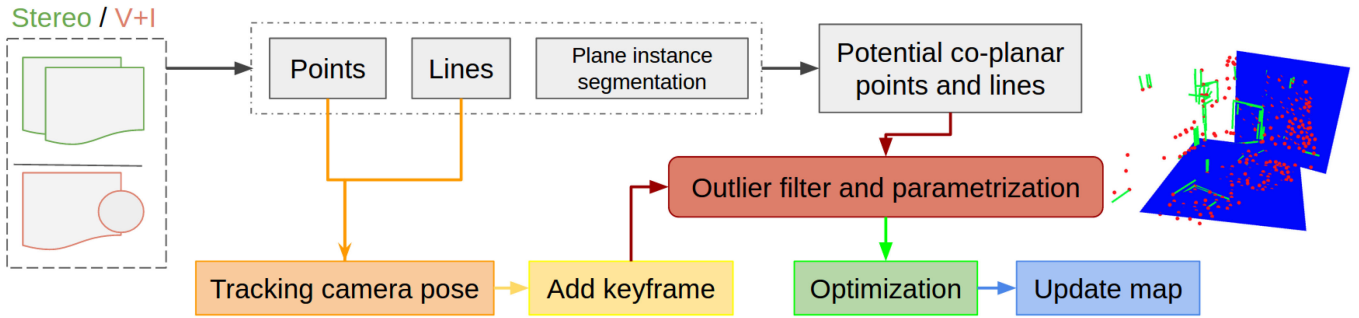 Stereo / V+I
Points
Lines
Plane instance
segmentation
Potential co-planar
points and lines
Outlier filter and parametrization
Tracking camera pose
Add keyframe
Optimization
Update map